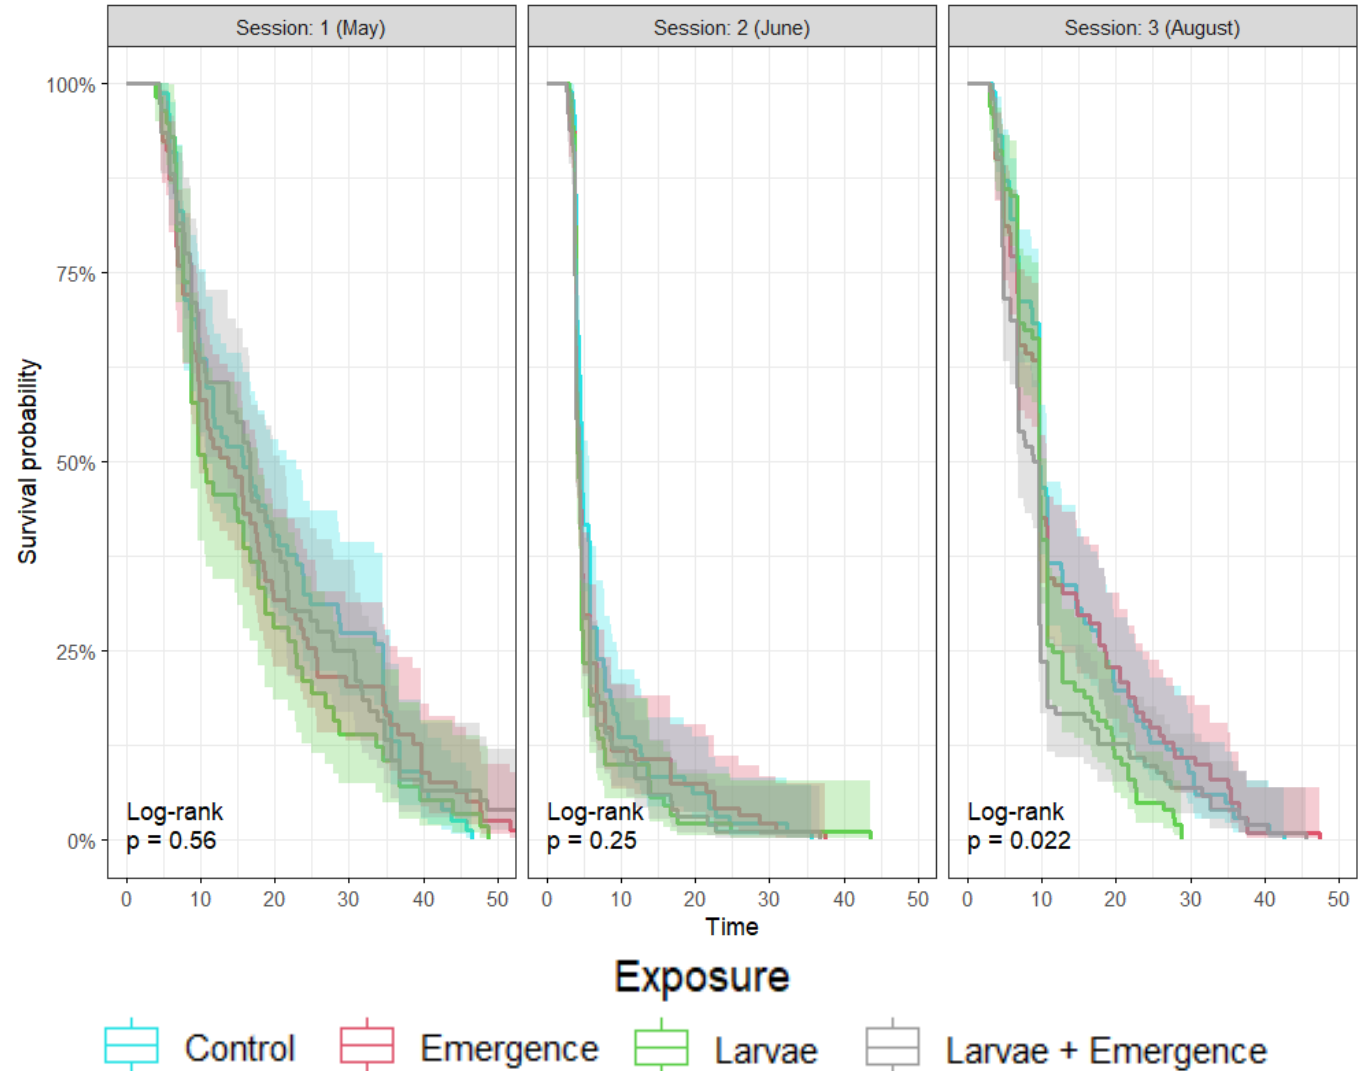 Session: 1 (May)
Session: 2 (June)
Session: 3 (August)
Survival probability
100%
75%
50%
25%
0%
Log-rank
p = 0.56
Log-rank
p = 0.25
Log-rank
p = 0.022
0 10 20 30 40 50
0 10 20 30 40 50
0 10 20 30 40 50
Time
Exposure
Control Emergence Larvae Larvae + Emergence